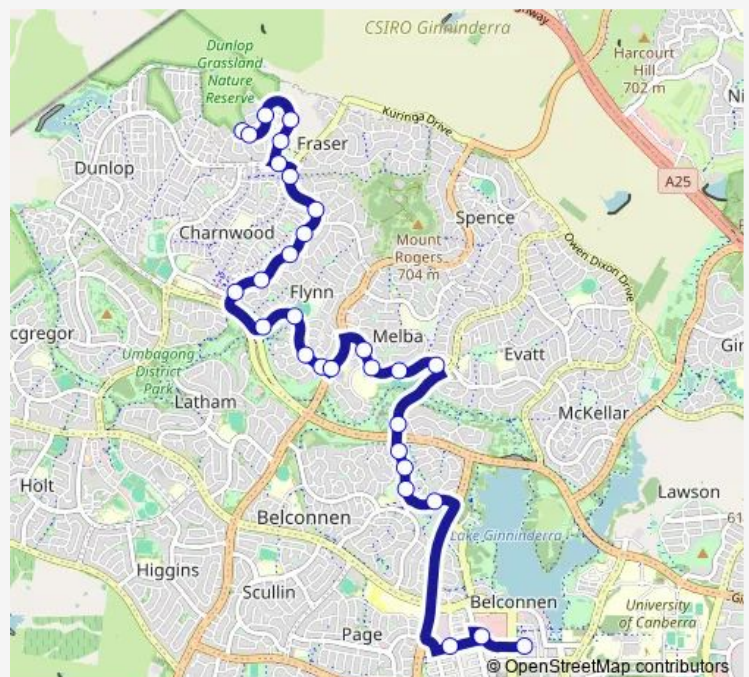 CSIRO Ginninderra
Dunlop
Grassland
Nature
Reserve
Harcourt
Hill
702 m
Kuringa Drive
Fraser
Dunlop
A25
Spence
Charnwood
Mount
Rogers
704 m
Owen Dixon Drive
Flynn
cgregor
Melba
Evatt
Umbagong
District
Park
Latham
McKellar
Holt
Lawson
Belconnen
Lake Ginninderra
61
Higgins
Scullin
Belconnen
University
of Canberra
Page
© OpenStreetMap contributors